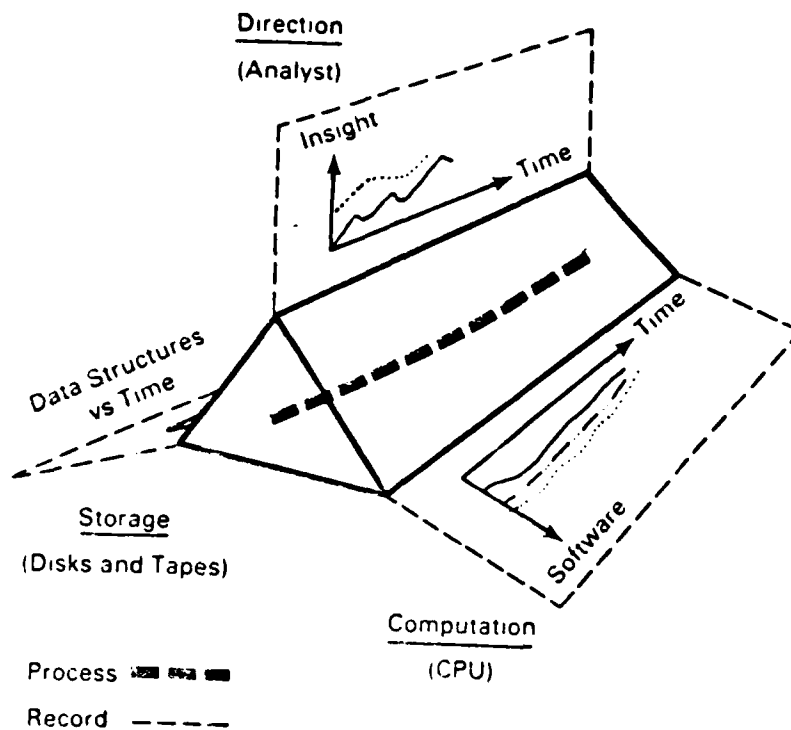 Direction
(Analyst)
Insight
Time
Data Structures
vs Time
Time
Software
Storage
(Disks and Tapes)
Computation
(CPU)
Process
Record